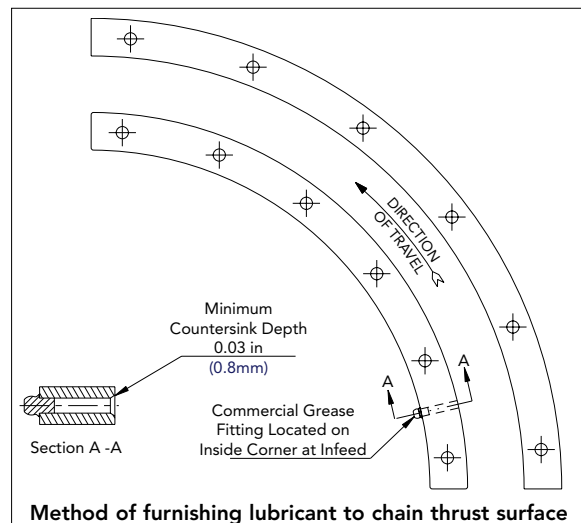 DIRECTION
OF TRAVEL
Minimum
Countersink Depth
0.03 in
(0.8mm)
A
A
Commercial Grease
Fitting Located on
Inside Corner at Infeed
Section A -A
Method of furnishing lubricant to chain thrust surface